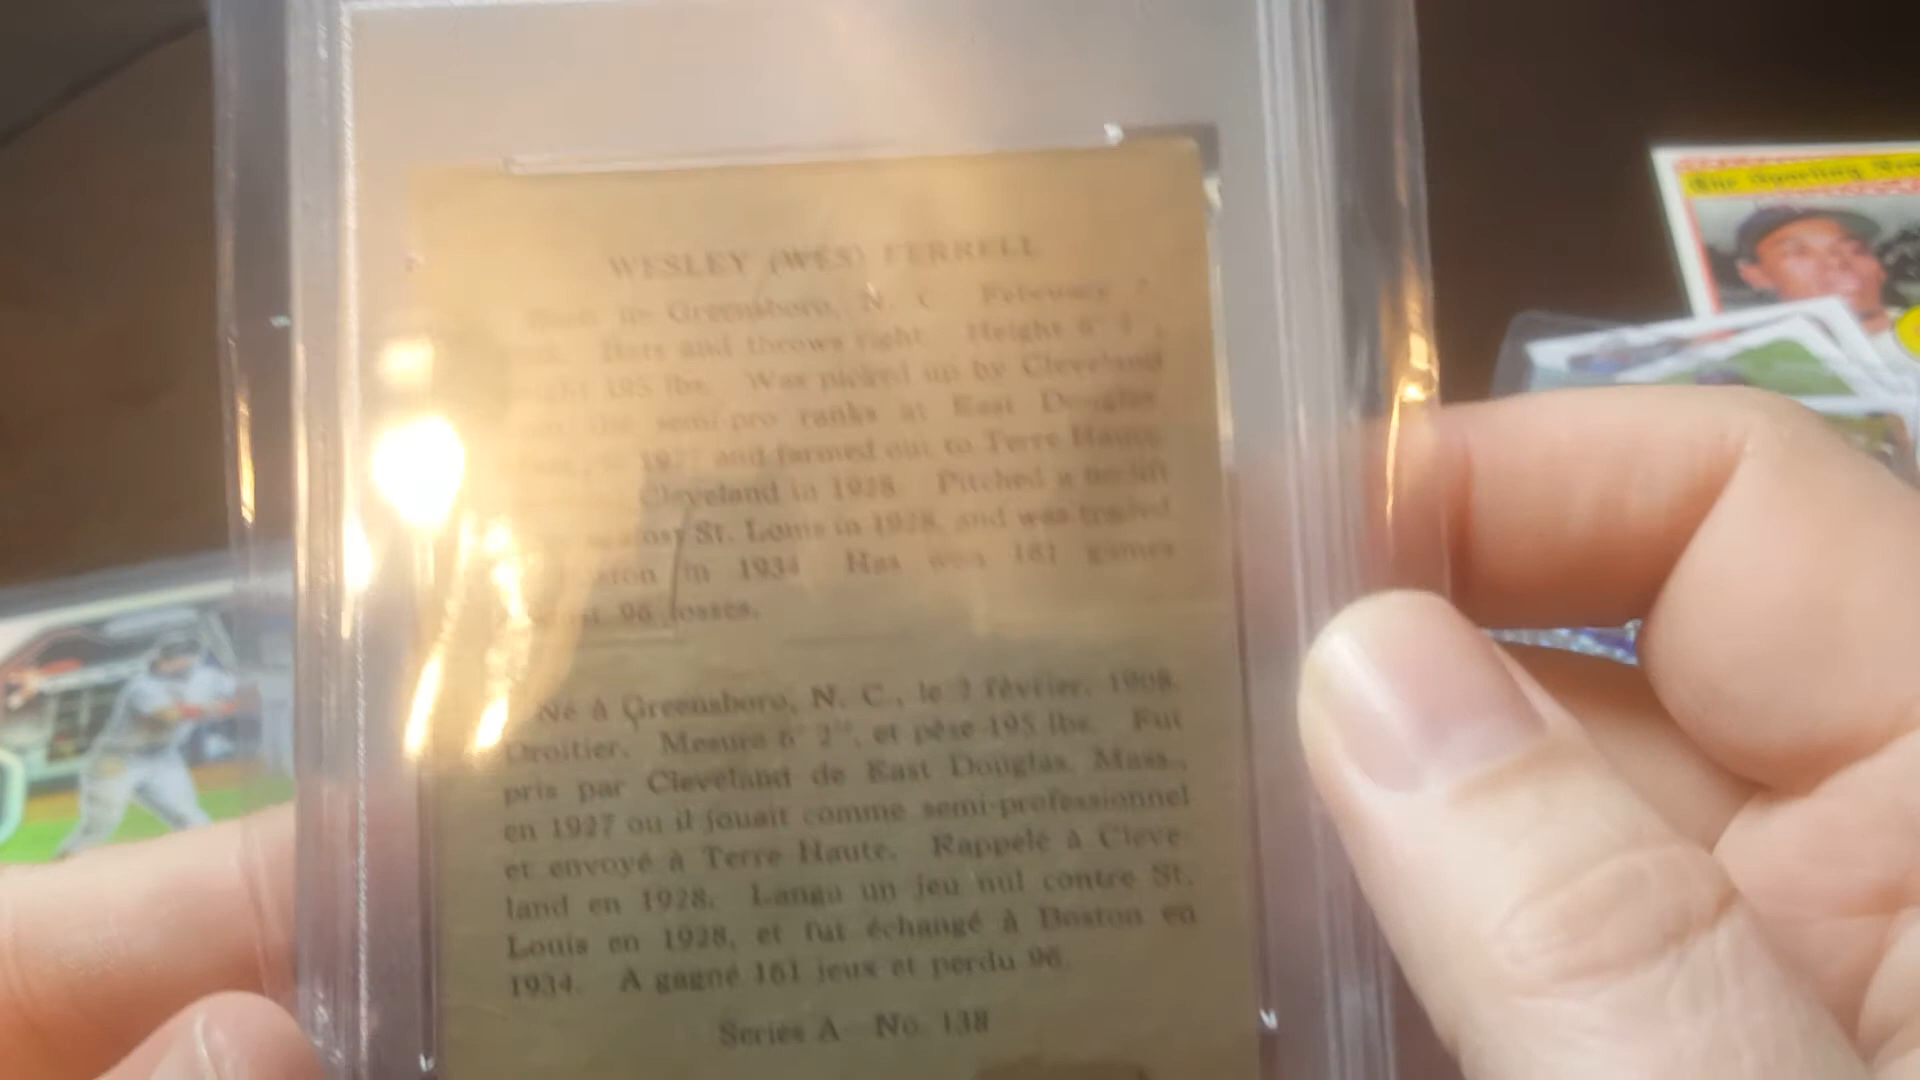 WESLEY (WES) FERRELL
in Greensboro, N. C. February
Bats and throws right. Height 6' 2",
195 lbs. Was picked up by Cleveland
the semi-pro ranks at East Douglas,
1927 and farmed out to Terre Haute.
Cleveland in 1928. Pitched a no-hit
against St. Louis in 1928, and was traded
in 1934. Has won 161 games
96 losses.
Né à Greensboro, N. C., le 2 février, 1908.
Droitier. Mesure 6' 2", et pèse 195 lbs. Fut
pris par Cleveland de East Douglas, Mass.,
en 1927 ou il jouait comme semi-professionnel
et envoyé à Terre Haute. Rappelé à Cleve-
land en 1928. Langa un jeu nul contre St.
Louis en 1928, et fut échangé à Boston en
1934. A gagné 161 jeux et perdu 96.
Series A No. 138
The Sporting